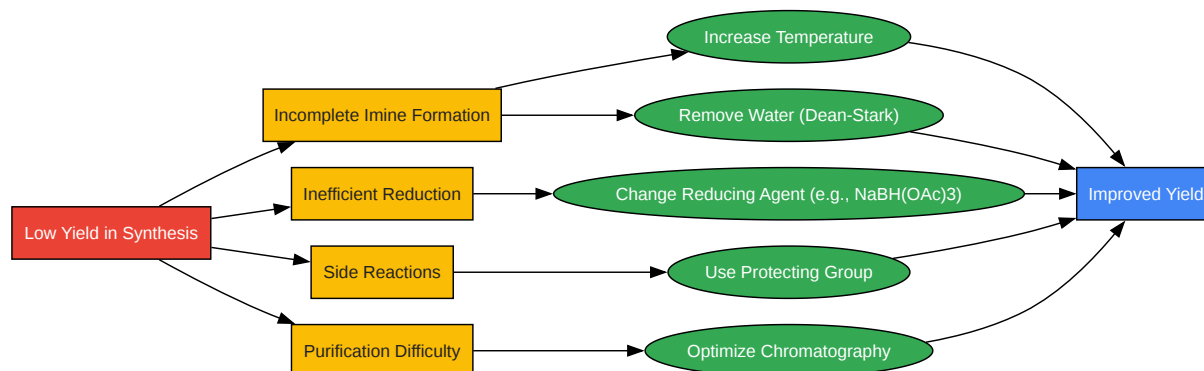 Increase Temperature
Incomplete Imine Formation
Remove Water (Dean-Stark)
Inefficient Reduction
Change Reducing Agent (e.g., NaBH(OAc)3)
Improved Yield
Low Yield in Synthesis
Side Reactions
Use Protecting Group
Purification Difficulty
Optimize Chromatography